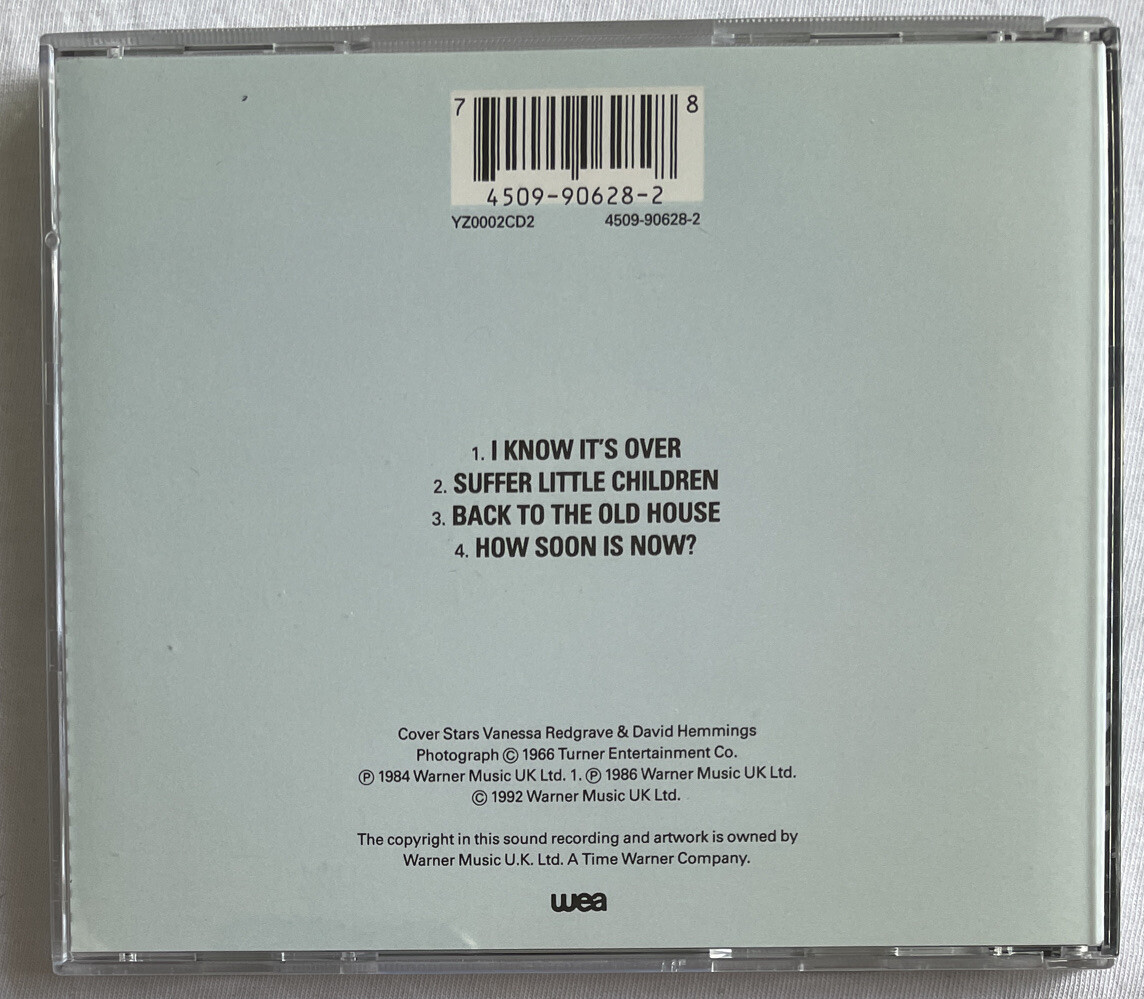 7 8
4509-90628-2
YZ0002CD2 4509-90628-2
1. I KNOW IT'S OVER
2. SUFFER LITTLE CHILDREN
3. BACK TO THE OLD HOUSE
4. HOW SOON IS NOW?
Cover Stars Vanessa Redgrave & David Hemmings
Photograph © 1966 Turner Entertainment Co.
℗ 1984 Warner Music UK Ltd. 1. ℗ 1986 Warner Music UK Ltd.
© 1992 Warner Music UK Ltd.
The copyright in this sound recording and artwork is owned by
Warner Music U.K. Ltd. A Time Warner Company.
wea